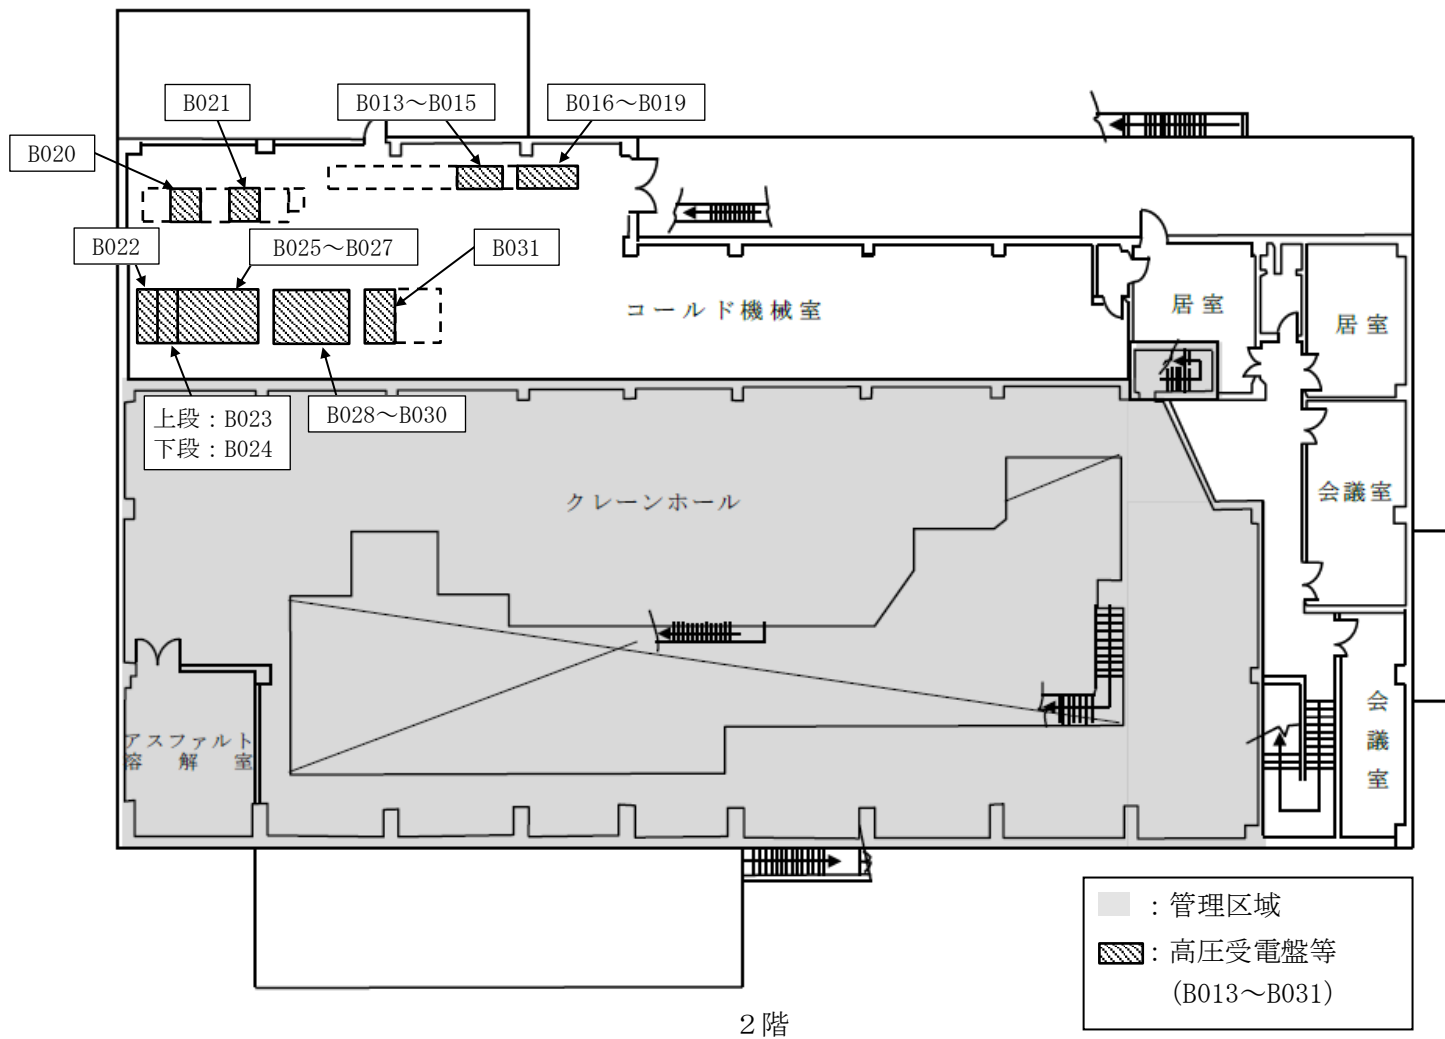 B021
B013～B015
B016～B019
B020
B022
B025～B027
B031
コールド機械室
居室
居室
上段：B023
下段：B024
B028～B030
クレーンホール
会議室
アスファルト
溶解室
会
議
室
：管理区域
：高圧受電盤等
(B013～B031)
２階